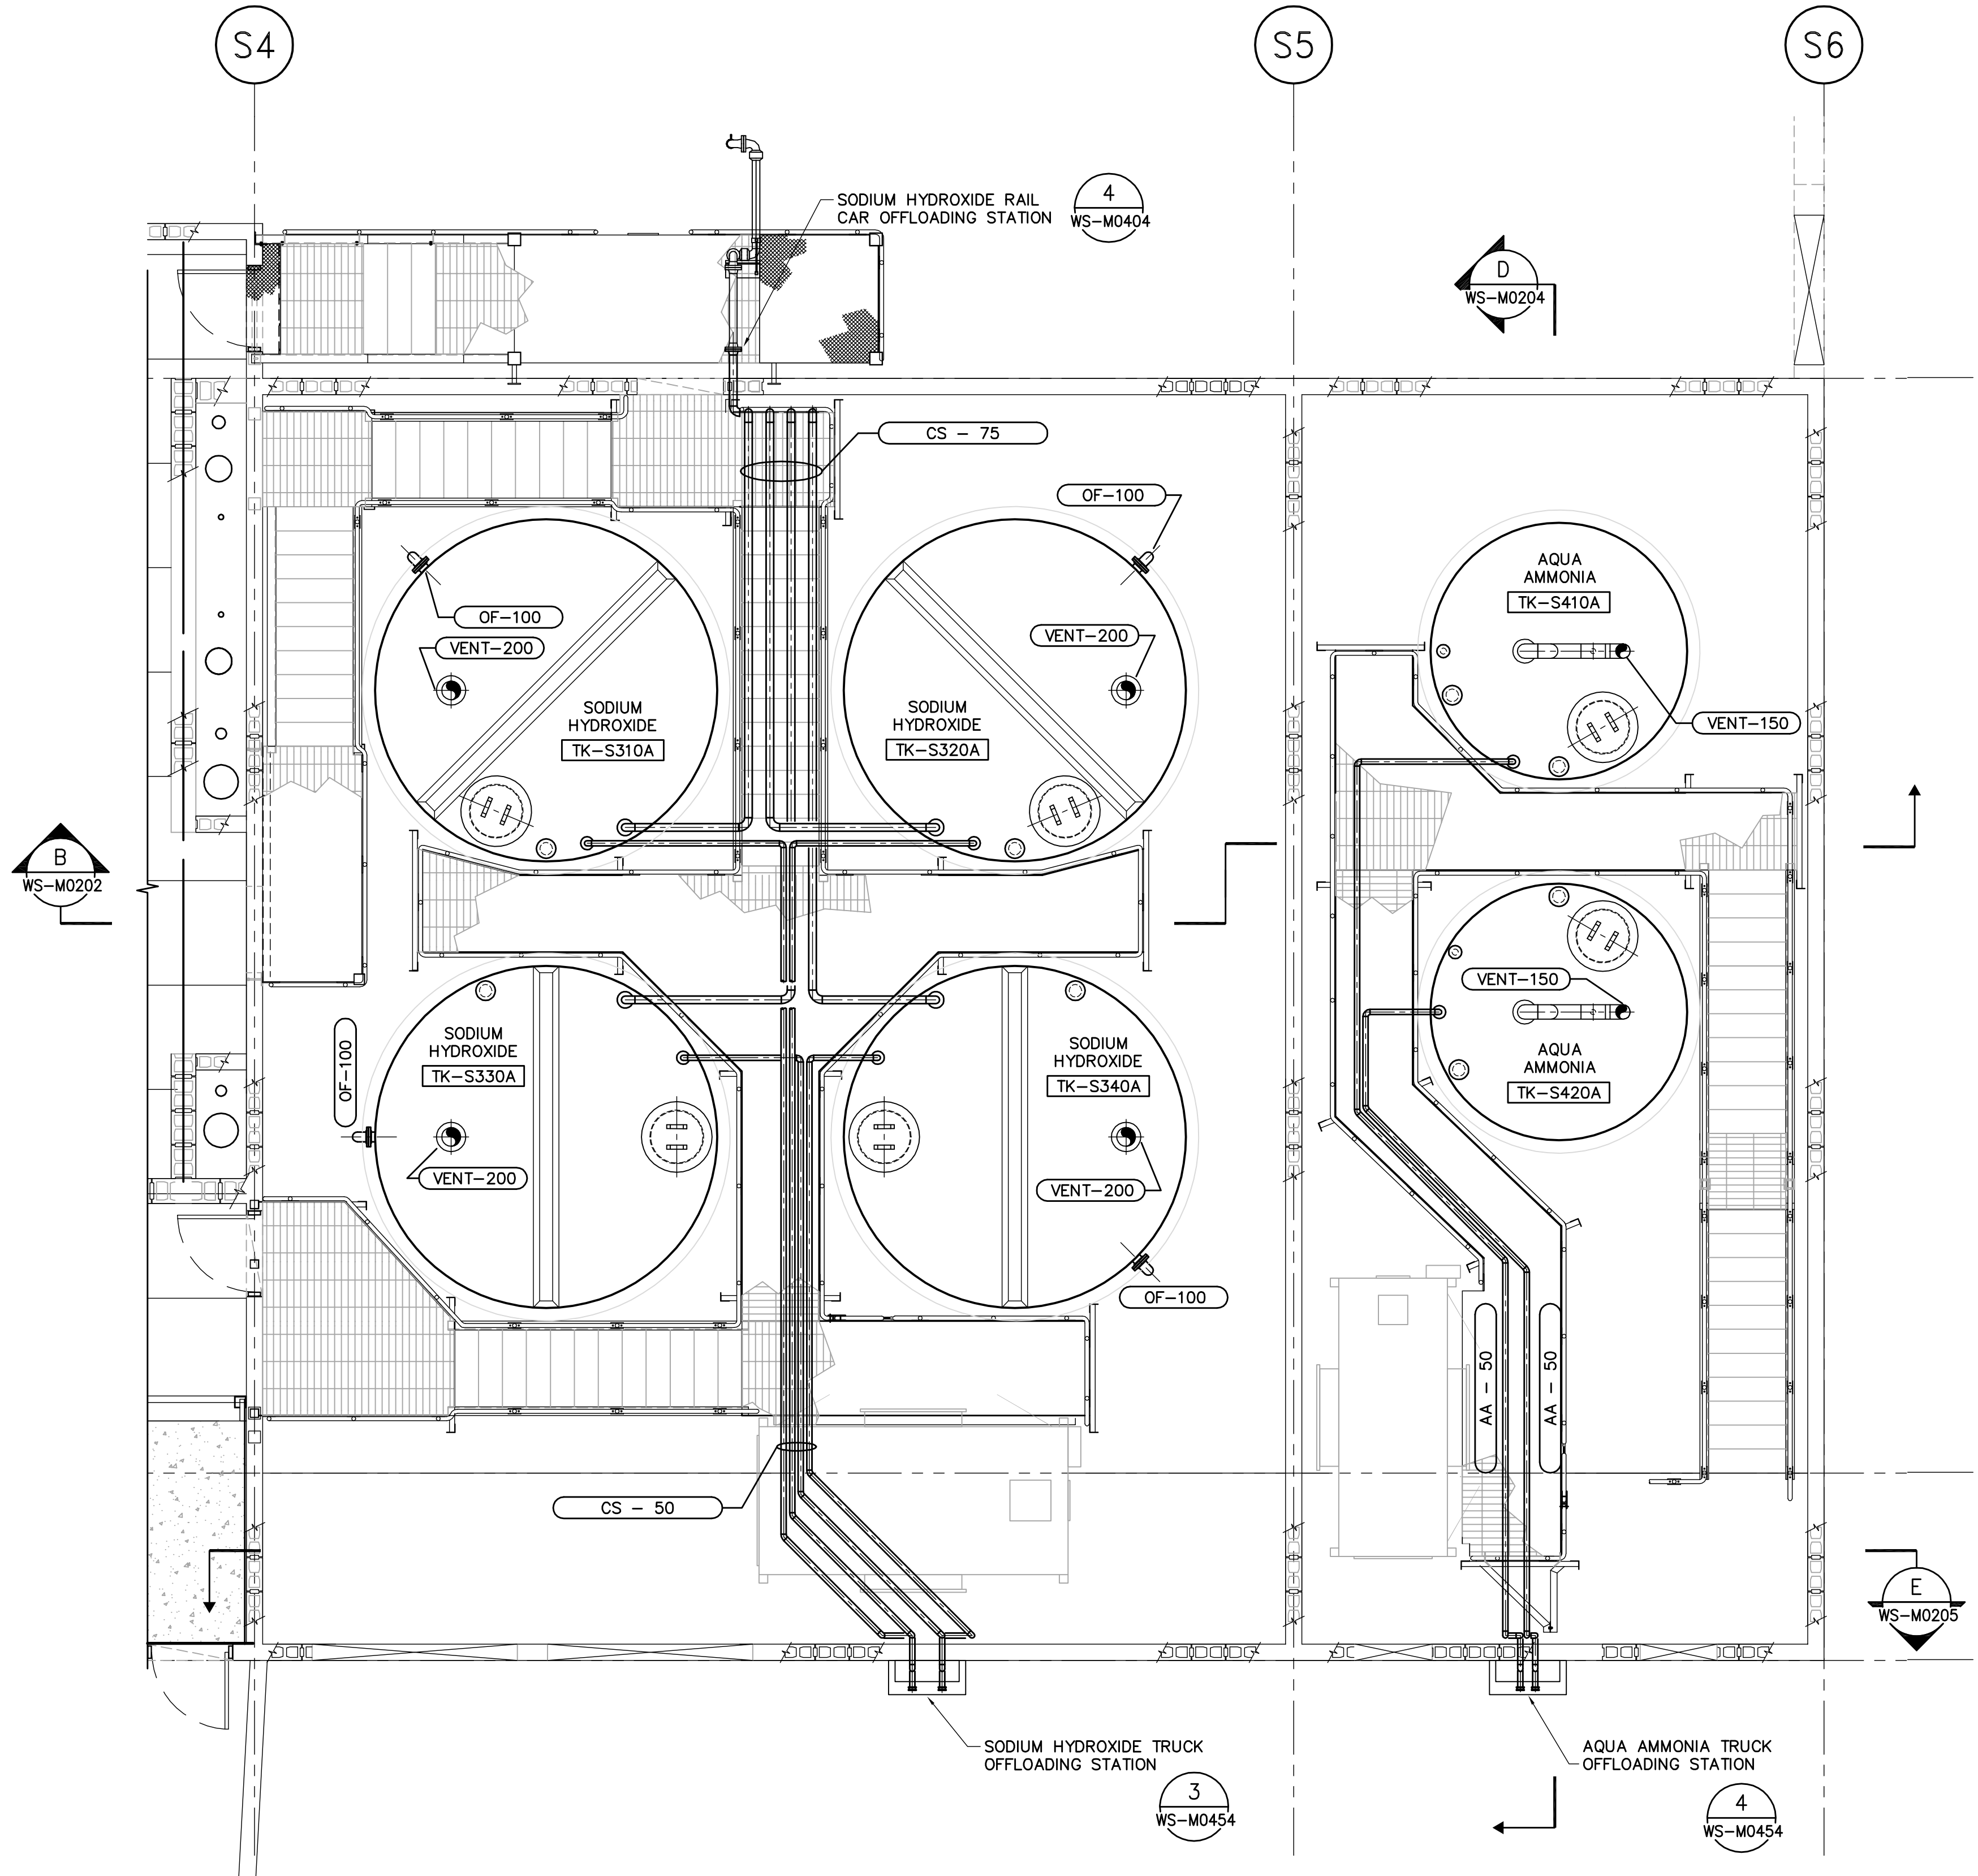 S4
S5
S6
SODIUM HYDROXIDE RAIL
CAR OFFLOADING STATION
4
WS-M0404
D
WS-M0204
CS - 75
OF-100
OF-100
VENT-200
VENT-200
SODIUM
HYDROXIDE
TK-S310A
SODIUM
HYDROXIDE
TK-S320A
AQUA
AMMONIA
TK-S410A
VENT-150
B
WS-M0202
VENT-150
SODIUM
HYDROXIDE
TK-S330A
SODIUM
HYDROXIDE
TK-S340A
AQUA
AMMONIA
TK-S420A
OF-100
VENT-200
VENT-200
OF-100
AA - 50
AA - 50
CS - 50
E
WS-M0205
SODIUM HYDROXIDE TRUCK
OFFLOADING STATION
3
WS-M0454
AQUA AMMONIA TRUCK
OFFLOADING STATION
4
WS-M0454